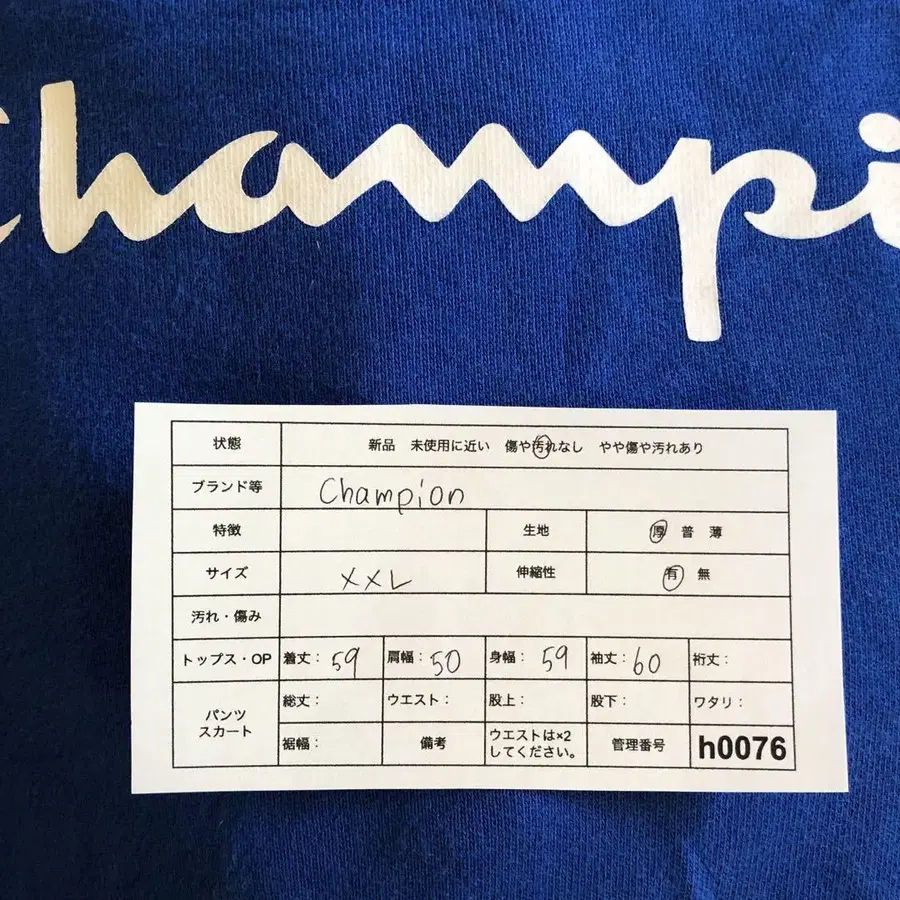 Champi
状態 新品 未使用に近い 傷や汚れなし やや傷や汚れあり
ブランド等 Champion
特徴 生地 厚 普 薄
サイズ XXL 伸縮性 有 無
汚れ・傷み
トップス・OP 着丈： 59 肩幅： 50 身幅： 59 袖丈： 60 裄丈：
パンツ
スカート
総丈： ウエスト： 股上： 股下： ワタリ：
裾幅： 備考 ウエストは×2
してください。 管理番号 h0076